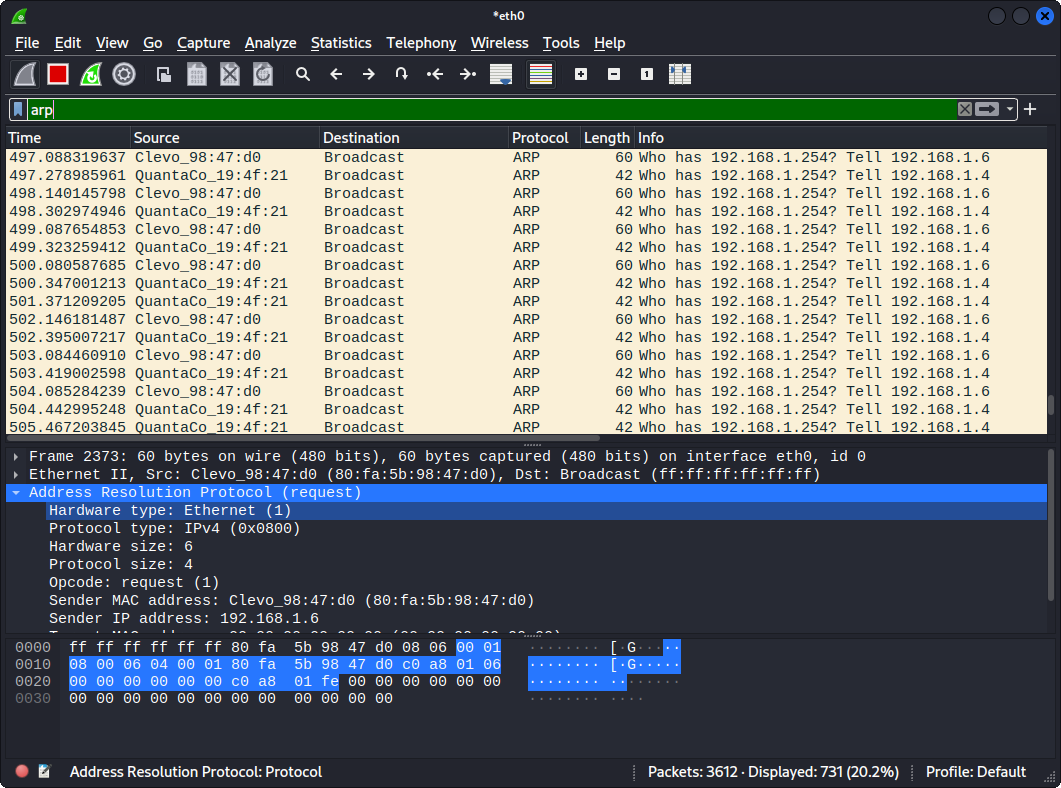 *eth0
File Edit View Go Capture Analyze Statistics Telephony Wireless Tools Help
arp
Time Source Destination Protocol Length Info
497.088319637 Clevo_98:47:d0 Broadcast ARP 60 Who has 192.168.1.254? Tell 192.168.1.6
497.278985961 QuantaCo_19:4f:21 Broadcast ARP 42 Who has 192.168.1.254? Tell 192.168.1.4
498.140145798 Clevo_98:47:d0 Broadcast ARP 60 Who has 192.168.1.254? Tell 192.168.1.6
498.302974946 QuantaCo_19:4f:21 Broadcast ARP 42 Who has 192.168.1.254? Tell 192.168.1.4
499.087654853 Clevo_98:47:d0 Broadcast ARP 60 Who has 192.168.1.254? Tell 192.168.1.6
499.323259412 QuantaCo_19:4f:21 Broadcast ARP 42 Who has 192.168.1.254? Tell 192.168.1.4
500.080587685 Clevo_98:47:d0 Broadcast ARP 60 Who has 192.168.1.254? Tell 192.168.1.6
500.347001213 QuantaCo_19:4f:21 Broadcast ARP 42 Who has 192.168.1.254? Tell 192.168.1.4
501.371209205 QuantaCo_19:4f:21 Broadcast ARP 42 Who has 192.168.1.254? Tell 192.168.1.4
502.146181487 Clevo_98:47:d0 Broadcast ARP 60 Who has 192.168.1.254? Tell 192.168.1.6
502.395007217 QuantaCo_19:4f:21 Broadcast ARP 42 Who has 192.168.1.254? Tell 192.168.1.4
503.084460910 Clevo_98:47:d0 Broadcast ARP 60 Who has 192.168.1.254? Tell 192.168.1.6
503.419002598 QuantaCo_19:4f:21 Broadcast ARP 42 Who has 192.168.1.254? Tell 192.168.1.4
504.085284239 Clevo_98:47:d0 Broadcast ARP 60 Who has 192.168.1.254? Tell 192.168.1.6
504.442995248 QuantaCo_19:4f:21 Broadcast ARP 42 Who has 192.168.1.254? Tell 192.168.1.4
505.467203845 QuantaCo_19:4f:21 Broadcast ARP 42 Who has 192.168.1.254? Tell 192.168.1.4
Frame 2373: 60 bytes on wire (480 bits), 60 bytes captured (480 bits) on interface eth0, id 0
Ethernet II, Src: Clevo_98:47:d0 (80:fa:5b:98:47:d0), Dst: Broadcast (ff:ff:ff:ff:ff:ff)
Address Resolution Protocol (request)
Hardware type: Ethernet (1)
Protocol type: IPv4 (0x0800)
Hardware size: 6
Protocol size: 4
Opcode: request (1)
Sender MAC address: Clevo_98:47:d0 (80:fa:5b:98:47:d0)
Sender IP address: 192.168.1.6
0000 ff ff ff ff ff ff 80 fa 5b 98 47 d0 08 06 00 01 ········ [·G·····
0010 08 00 06 04 00 01 80 fa 5b 98 47 d0 c0 a8 01 06 ········ [·G·····
0020 00 00 00 00 00 00 c0 a8 01 fe 00 00 00 00 00 00 ········ ········
0030 00 00 00 00 00 00 00 00 00 00 00 00 ········ ····
Address Resolution Protocol: Protocol Packets: 3612 · Displayed: 731 (20.2%) Profile: Default